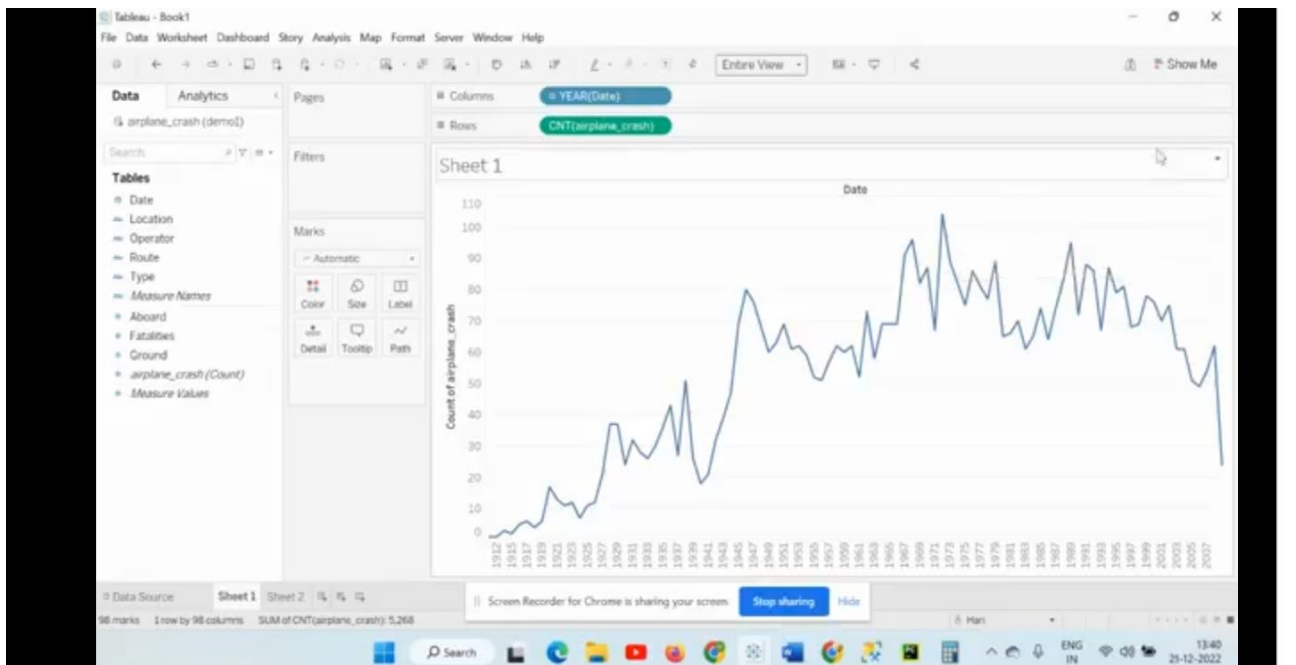 Tableau - Book1
File Data Worksheet Dashboard Story Analysis Map Format Server Window Help
Entire View
Show Me
Data Analytics
Pages
Columns
YEAR(Date)
airplane_crash (demo1)
Rows
CNT(airplane_crash)
Search
Filters
Sheet 1
Tables
Date
Location
Operator
Route
Type
Measure Names
Aboard
Fatalities
Ground
airplane_crash (Count)
Measure Values
Marks
Automatic
Color Size Label
Detail Tooltip Path
Date
Count of airplane_crash
110
100
90
80
70
60
50
40
30
20
10
0
1912 1915 1917 1919 1921 1923 1925 1927 1929 1931 1933 1935 1937 1939 1941 1943 1945 1947 1949 1951 1953 1955 1957 1959 1961 1963 1965 1967 1969 1971 1973 1975 1977 1979 1981 1983 1985 1987 1989 1991 1993 1995 1997 1999 2001 2003 2005 2007
Data Source Sheet 1 Sheet 2
Screen Recorder for Chrome is sharing your screen. Stop sharing Hide
98 marks 1 row by 98 columns SUM of CNT(airplane_crash): 5,268
Hari
Search
ENG
IN
13:40
21-12-2022